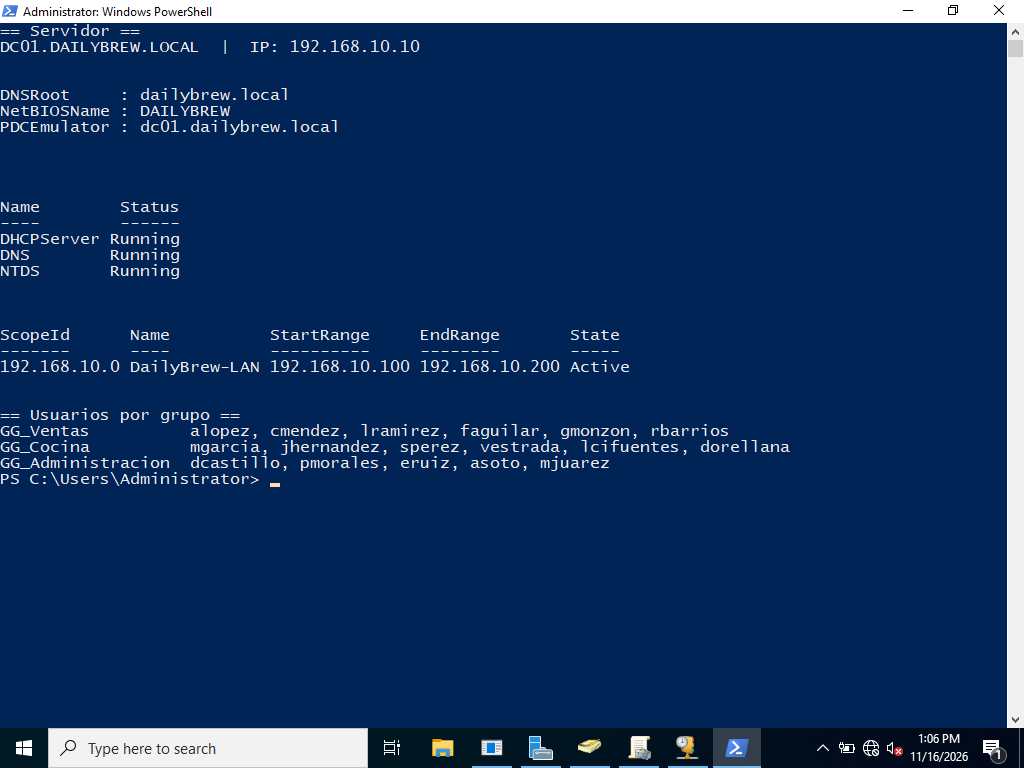 Administrator: Windows PowerShell
== Servidor ==
DC01.DAILYBREW.LOCAL  |  IP: 192.168.10.10
DNSRoot     : dailybrew.local
NetBIOSName : DAILYBREW
PDCEmulator : dc01.dailybrew.local
Name        Status
----        ------
DHCPServer Running
DNS        Running
NTDS       Running
ScopeId      Name          StartRange     EndRange       State
-------      ----          ----------     --------       -----
192.168.10.0 DailyBrew-LAN 192.168.10.100 192.168.10.200 Active
== Usuarios por grupo ==
GG_Ventas          alopez, cmendez, lramirez, faguilar, gmonzon, rbarrios
GG_Cocina          mgarcia, jhernandez, sperez, vestrada, lcifuentes, dorellana
GG_Administracion  dcastillo, pmorales, eruiz, asoto, mjuarez
PS C:\Users\Administrator> _
Type here to search
1:06 PM
11/16/2026
1